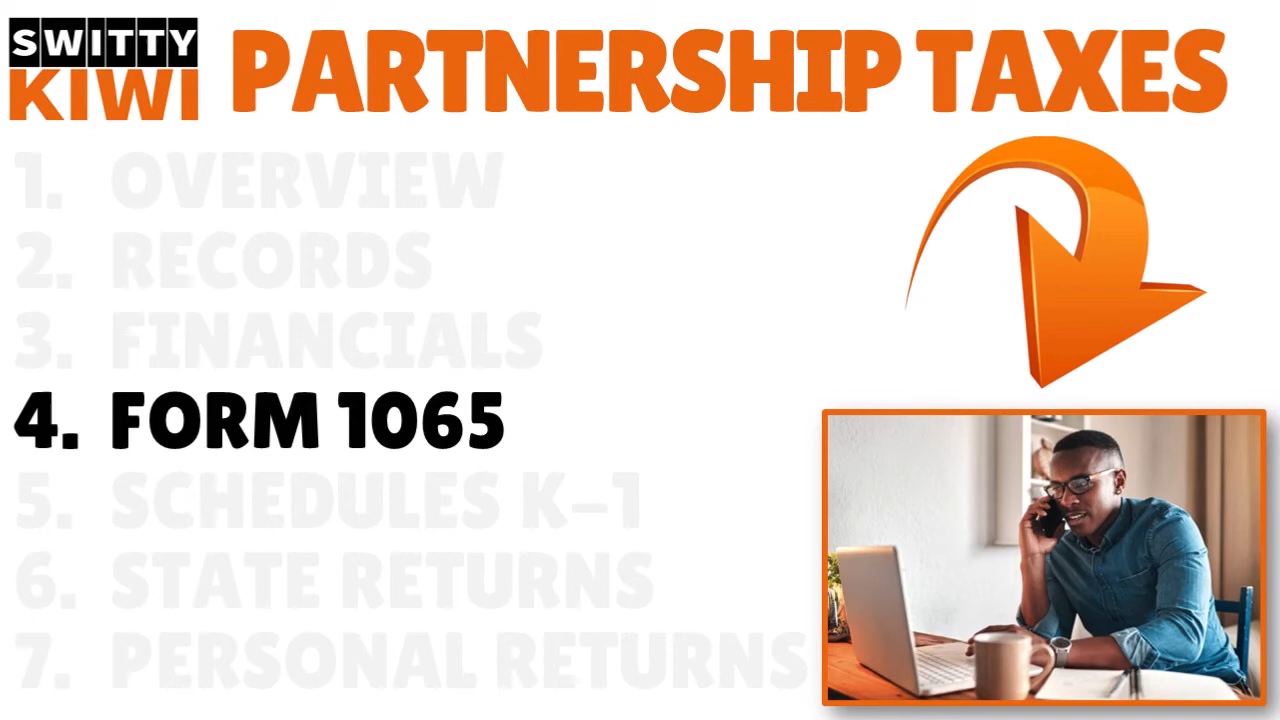 SWITTY
KIWI
PARTNERSHIP TAXES
1. OVERVIEW
2. RECORDS
3. FINANCIALS
4. FORM 1065
5. SCHEDULES K-1
6. STATE RETURNS
7. PERSONAL RETURNS